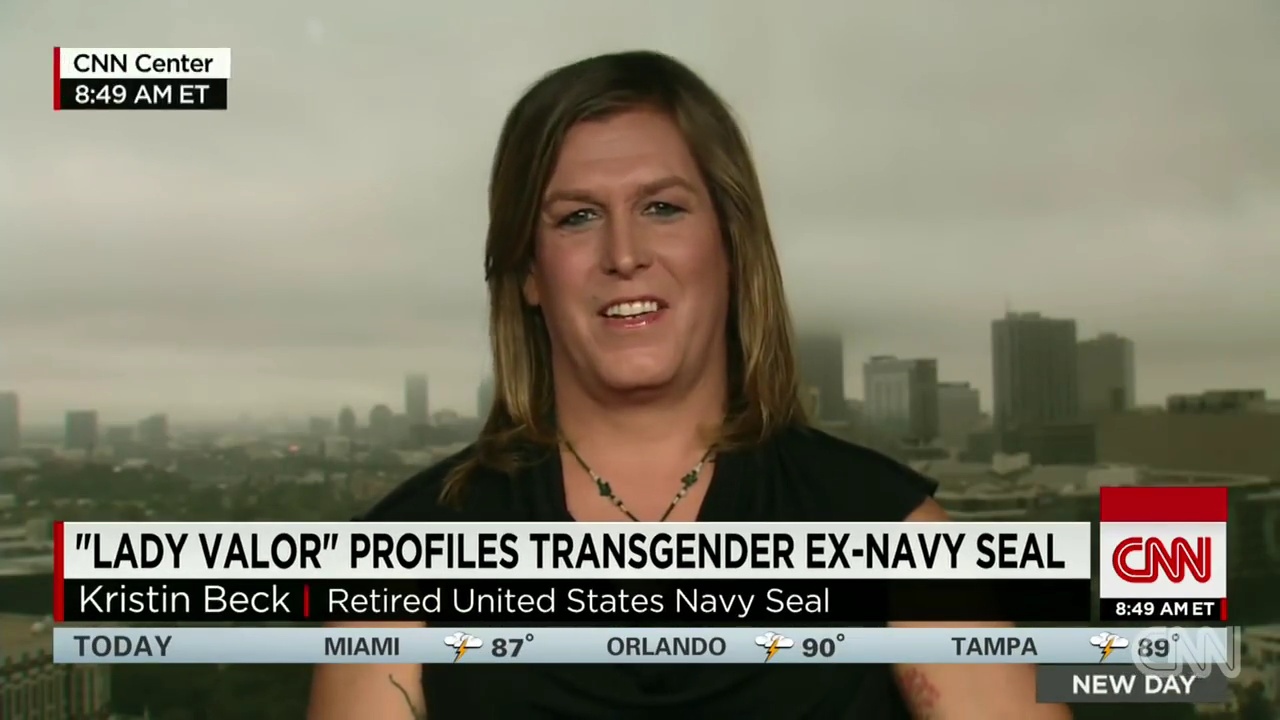 CNN Center
8:49 AM ET
"LADY VALOR" PROFILES TRANSGENDER EX-NAVY SEAL
Kristin Beck | Retired United States Navy Seal
CNN
8:49 AM ET
TODAY MIAMI 87° ORLANDO 90° TAMPA 89°
CNN
NEW DAY